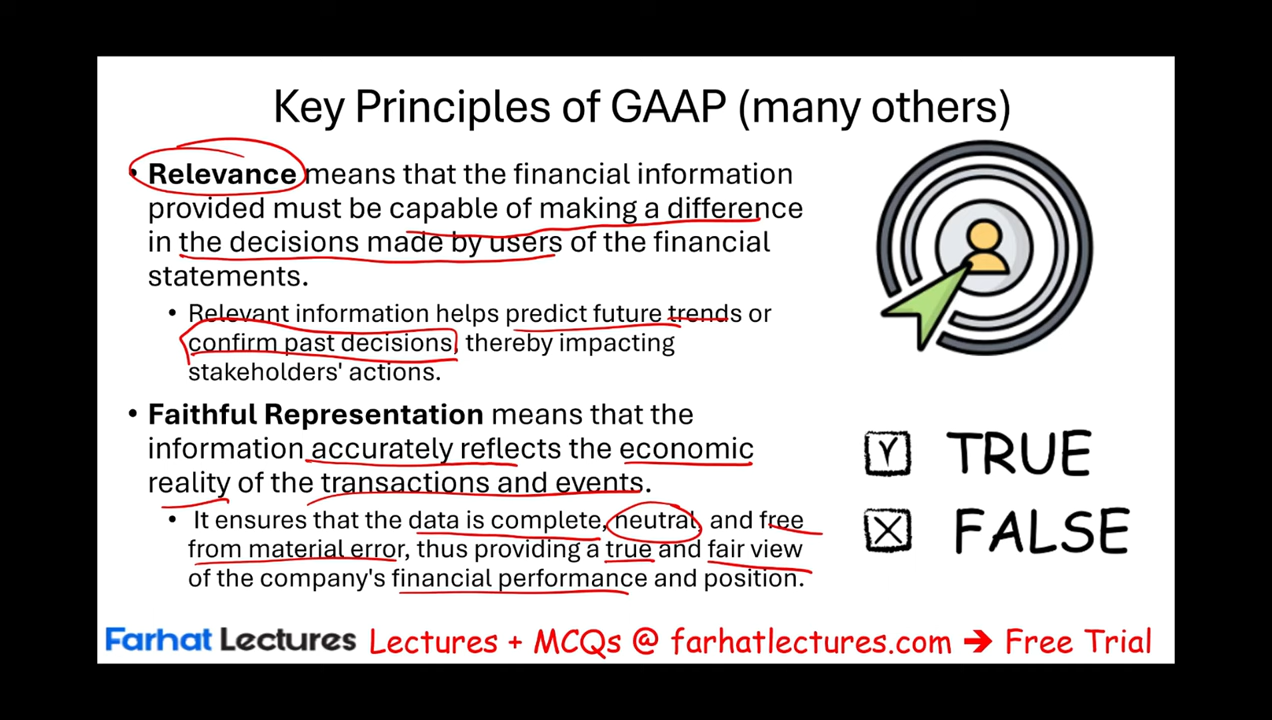 Key Principles of GAAP (many others)
• Relevance means that the financial information
provided must be capable of making a difference
in the decisions made by users of the financial
statements.
• Relevant information helps predict future trends or
confirm past decisions, thereby impacting
stakeholders' actions.
• Faithful Representation means that the
information accurately reflects the economic
reality of the transactions and events.
• It ensures that the data is complete, neutral, and free
from material error, thus providing a true and fair view
of the company's financial performance and position.
TRUE
FALSE
Farhat Lectures Lectures + MCQs @ farhatlectures.com → Free Trial